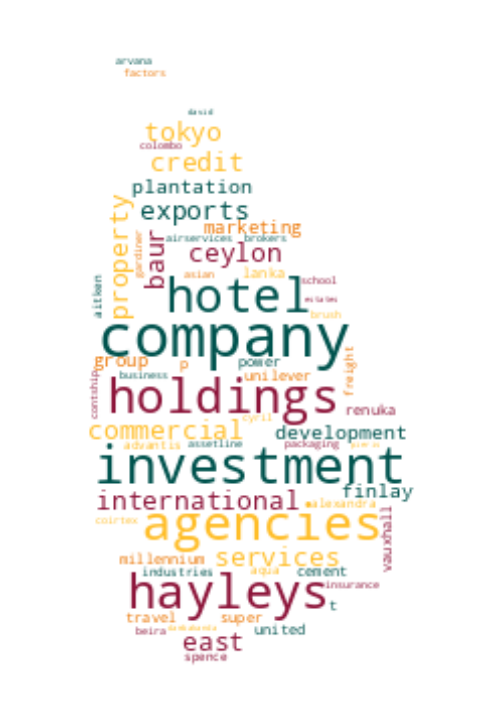 arvana
factors
david
tokyo
colombo
credit
plantation
property
exports
marketing
gardiner
baur
airservices brokers
ceylon
asian lanka school
aitken
hotel
estates
brush
company
group p power
freight
business unilever
contship
holdings
renuka
cyril
commercial development
advantis assetline packaging
investment
finlay
international alexandra
vauxhall
coirtex agencies
millennium services
industries aqua cement
hayleys insurance
t
travel super
beira united
east
spence